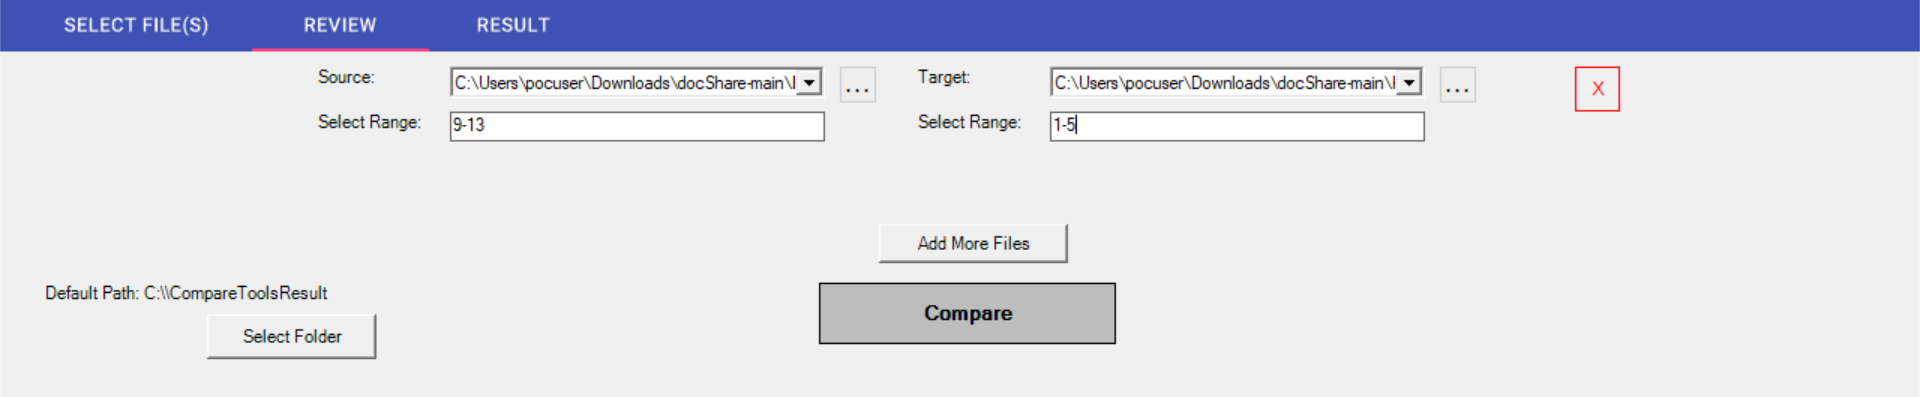 SELECT FILE(S) REVIEW RESULT
Source: C:\Users\pocuser\Downloads\docShare-main\ ... Target: C:\Users\pocuser\Downloads\docShare-main\ ... X
Select Range: 9-13 Select Range: 1-5
Add More Files
Default Path: C:\\CompareToolsResult
Compare
Select Folder